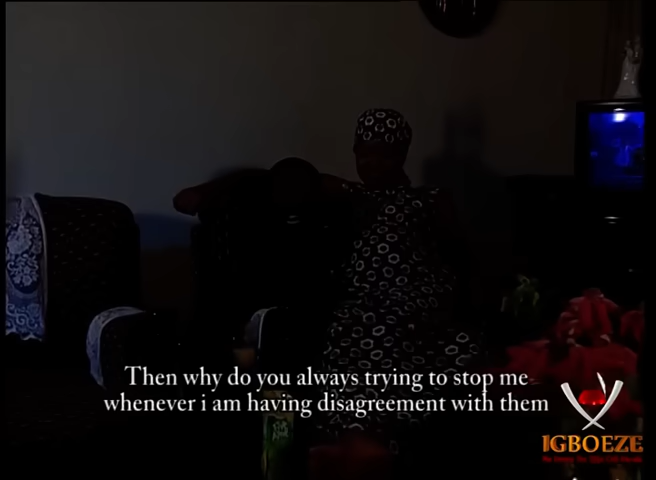 Then why do you always trying to stop me
whenever i am having disagreement with them
IGBOEZE